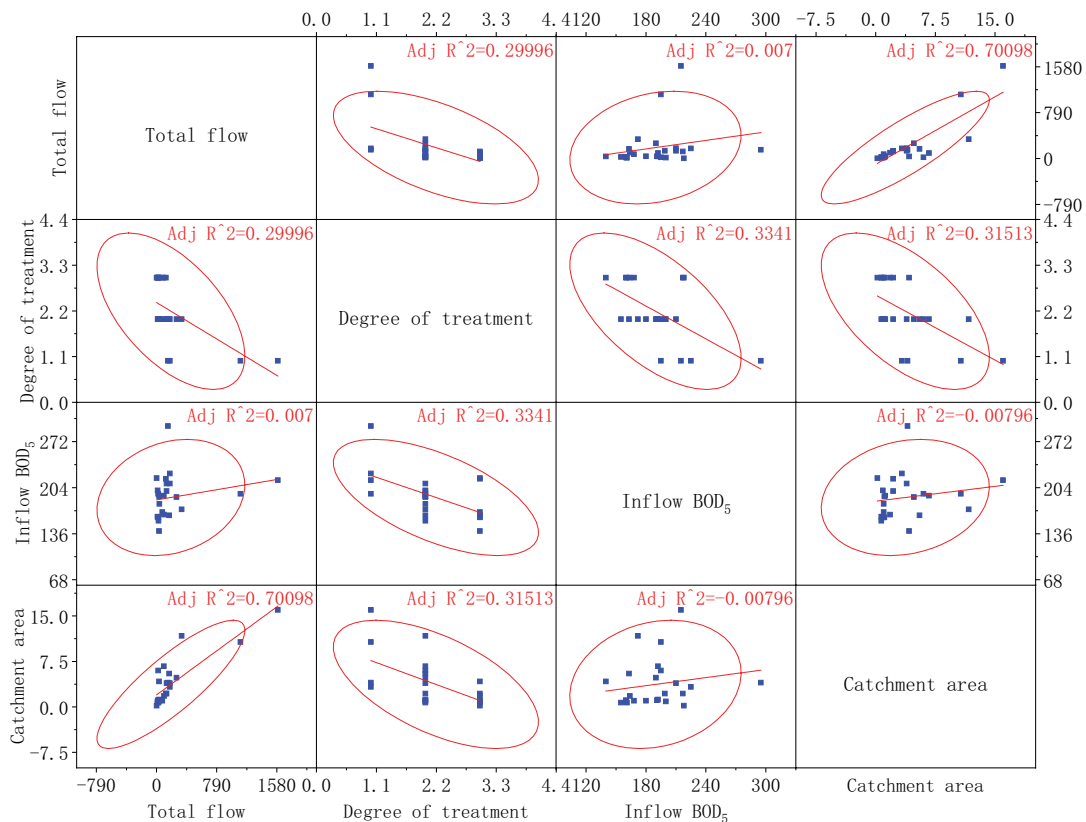 0.0 1.1 2.2 3.3 4.4120 180 240 300 -7.5 0.0 7.5 15.0
Adj R^2=0.29996 Adj R^2=0.007 Adj R^2=0.70098
Total flow
Total flow
1580
790
0
-790
4.4
3.3
2.2
1.1
0.0
Degree of treatment
Adj R^2=0.29996
Degree of treatment
Adj R^2=0.3341 Adj R^2=0.31513
4.4
3.3
2.2
1.1
0.0
272
204
136
68
Inflow BOD₅
Adj R^2=0.007 Adj R^2=0.3341
Inflow BOD₅
Adj R^2=-0.00796
272
204
136
68
15.0
7.5
0.0
-7.5
Catchment area
Adj R^2=0.70098 Adj R^2=0.31513 Adj R^2=-0.00796
Catchment area
-790 0 790 1580 0.0 1.1 2.2 3.3 4.4120 180 240 300
Total flow Degree of treatment Inflow BOD₅ Catchment area